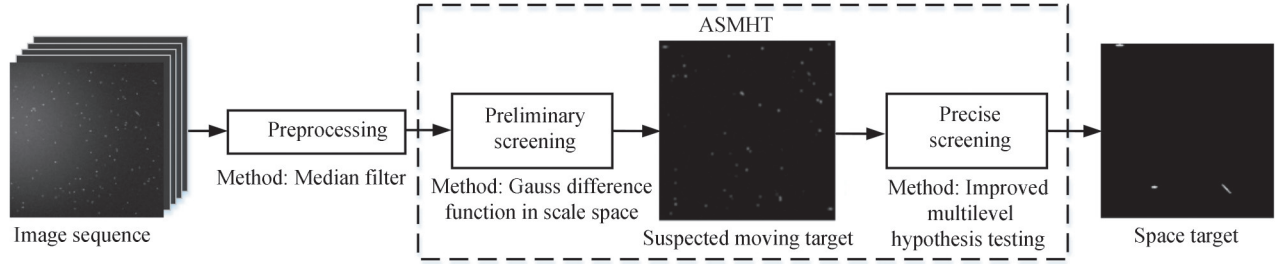 ASMHT
Preprocessing
Preliminary
screening
Precise
screening
Method: Median filter
Method: Gauss difference
function in scale space
Method: Improved
multilevel
hypothesis testing
Image sequence
Suspected moving target
Space target